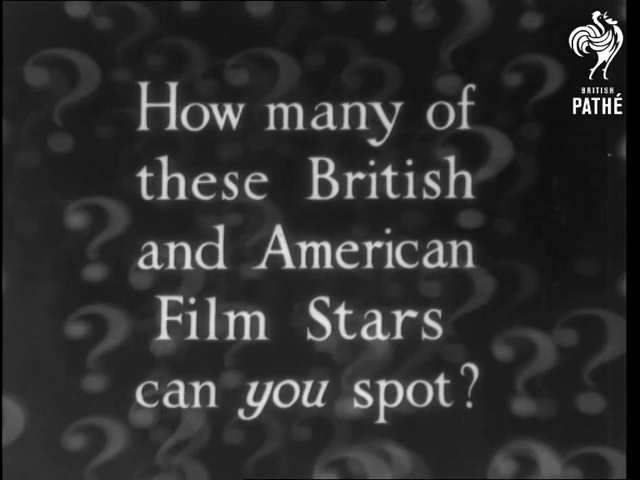 BRITISH
PATHÉ
How many of
these British
and American
Film Stars
can you spot?